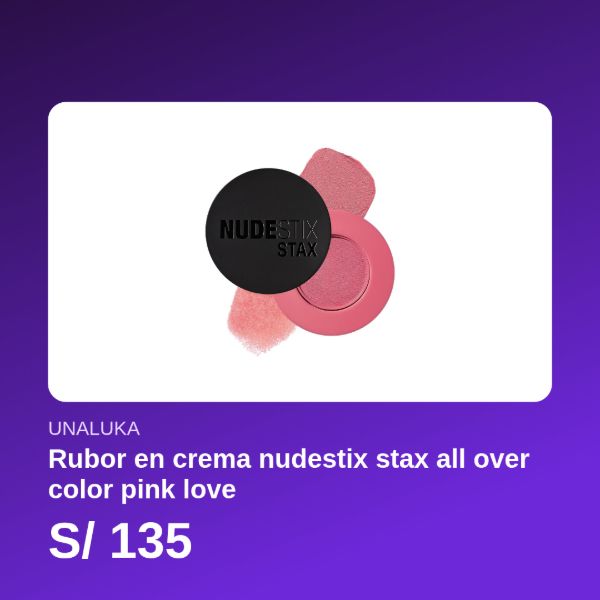 NUDESTIX
STAX
UNALUKA
Rubor en crema nudestix stax all over
color pink love
S/ 135